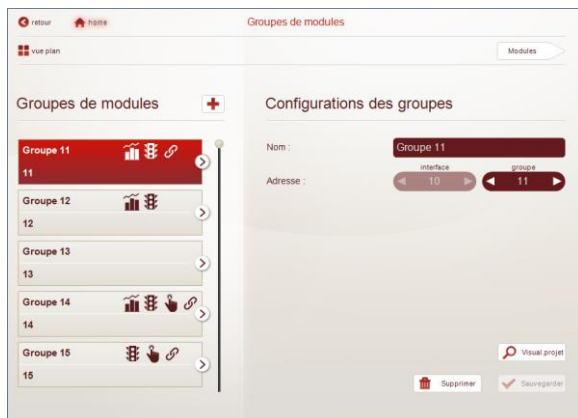 retour home Groupes de modules
vue plan Modules
Groupes de modules
Groupe 11
11
Groupe 12
12
Groupe 13
13
Groupe 14
14
Groupe 15
15
Configurations des groupes
Nom : Groupe 11
interface groupe
Adresse : 10 11
Visual.projet
Supprimer Sauvegarder